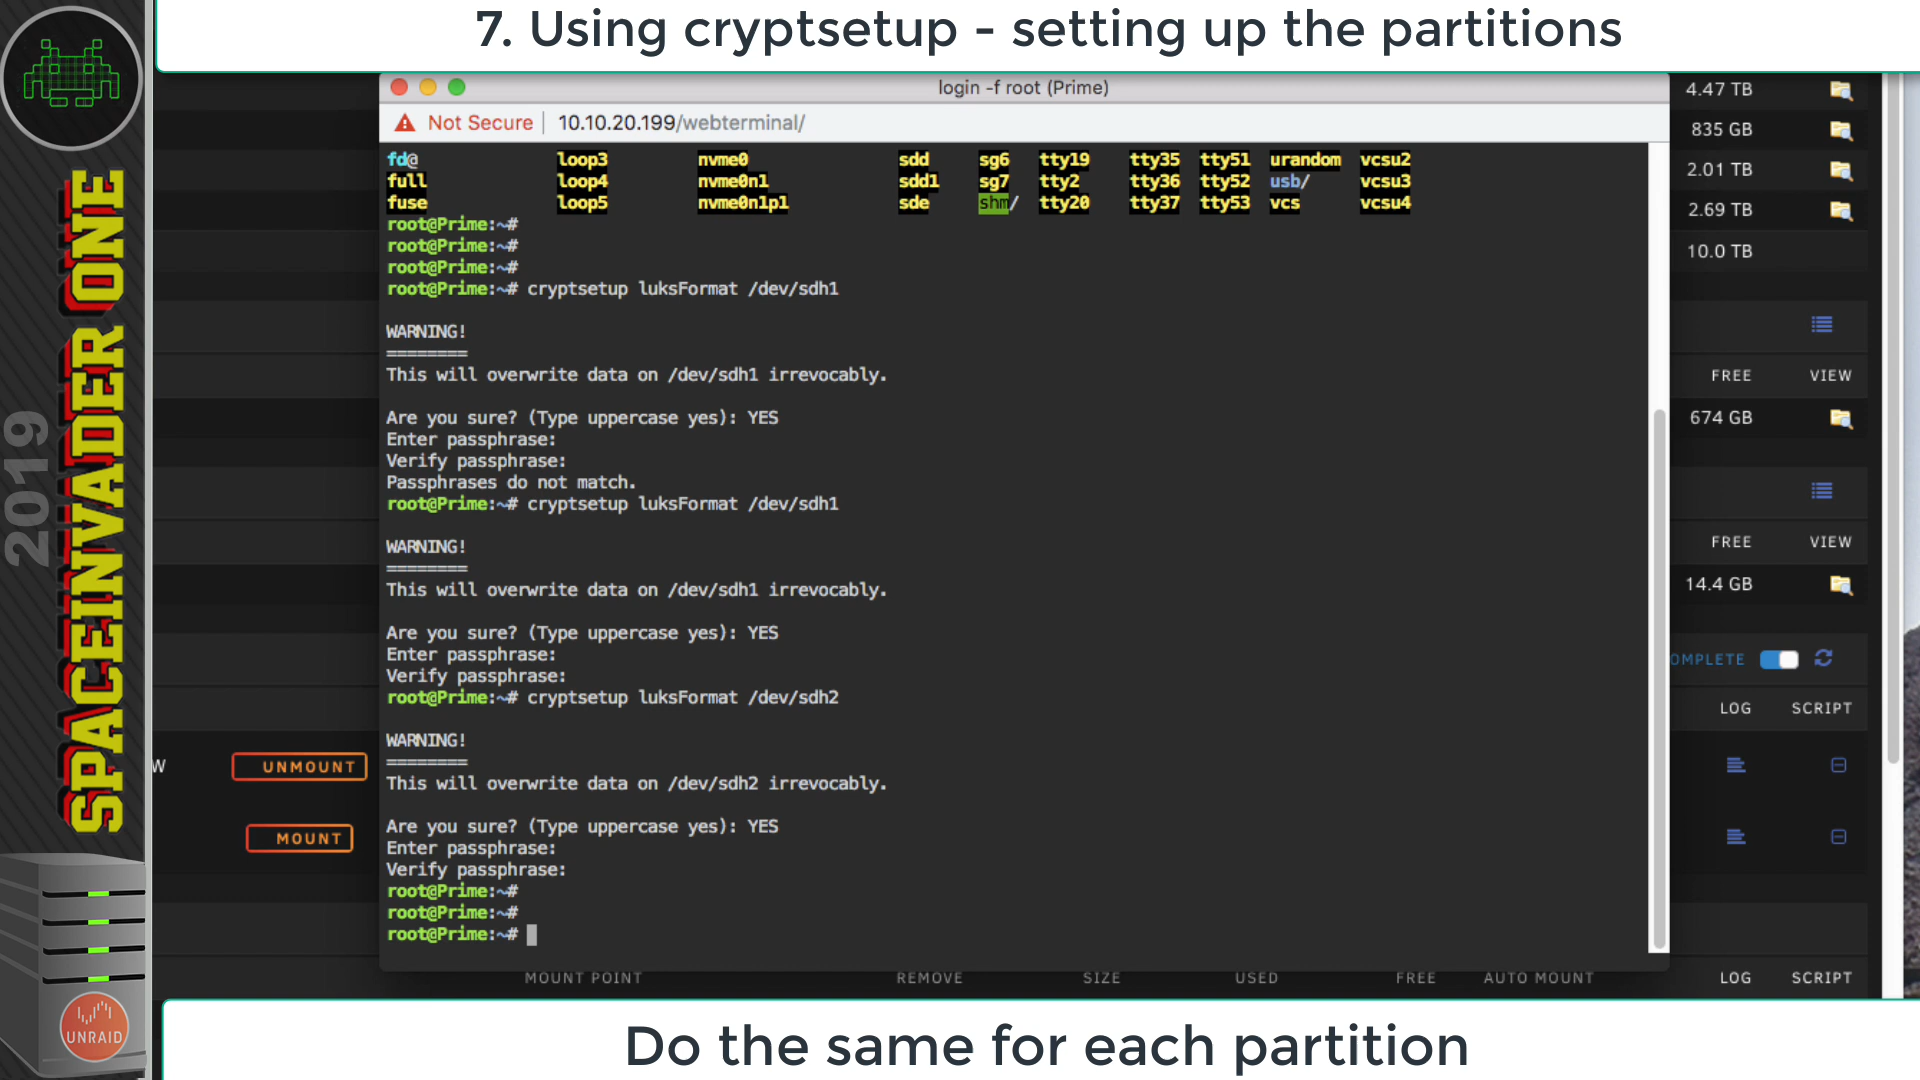 7. Using cryptsetup - setting up the partitions
2019
SPACEINVADER ONE
UNRAID
login -f root (Prime)
Not Secure | 10.10.20.199/webterminal/
fd@ loop3 nvme0 sdd sg6 tty19 tty35 tty51 urandom vcsu2
full loop4 nvme0n1 sdd1 sg7 tty2 tty36 tty52 usb/ vcsu3
fuse loop5 nvme0n1p1 sde shm/ tty20 tty37 tty53 vcs vcsu4
root@Prime:~#
root@Prime:~#
root@Prime:~#
root@Prime:~# cryptsetup luksFormat /dev/sdh1
WARNING!
========
This will overwrite data on /dev/sdh1 irrevocably.
Are you sure? (Type uppercase yes): YES
Enter passphrase:
Verify passphrase:
Passphrases do not match.
root@Prime:~# cryptsetup luksFormat /dev/sdh1
WARNING!
========
This will overwrite data on /dev/sdh1 irrevocably.
Are you sure? (Type uppercase yes): YES
Enter passphrase:
Verify passphrase:
root@Prime:~# cryptsetup luksFormat /dev/sdh2
WARNING!
========
This will overwrite data on /dev/sdh2 irrevocably.
Are you sure? (Type uppercase yes): YES
Enter passphrase:
Verify passphrase:
root@Prime:~#
root@Prime:~#
root@Prime:~#
4.47 TB
835 GB
2.01 TB
2.69 TB
10.0 TB
FREE VIEW
674 GB
FREE VIEW
14.4 GB
OMPLETE
LOG SCRIPT
W UNMOUNT
MOUNT
MOUNT POINT REMOVE SIZE USED FREE AUTO MOUNT LOG SCRIPT
Do the same for each partition